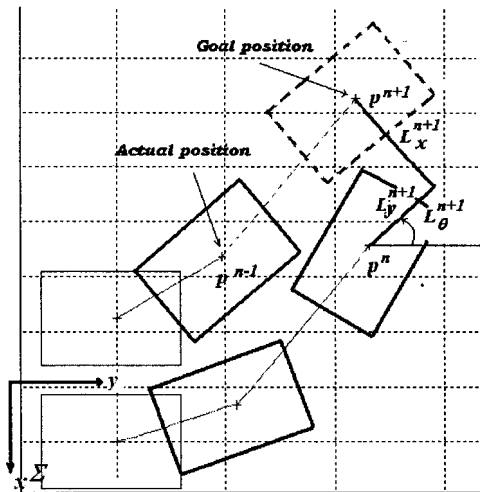 Goal position
p^{n+1}
L_x^{n+1}
Actual position
L_y^{n+1}
L_θ^{n+1}
p^{n-1}
p^n
y
x Σ